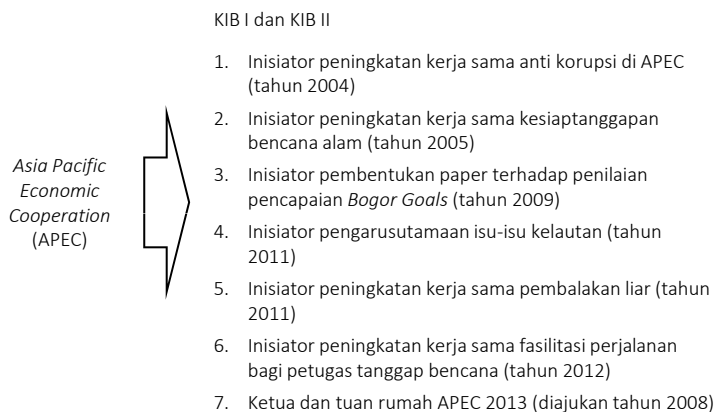 KIB I dan KIB II
1. Inisiator peningkatan kerja sama anti korupsi di APEC
(tahun 2004)
2. Inisiator peningkatan kerja sama kesiaptanggapan
bencana alam (tahun 2005)
3. Inisiator pembentukan paper terhadap penilaian
pencapaian Bogor Goals (tahun 2009)
4. Inisiator pengarusutamaan isu-isu kelautan (tahun
2011)
5. Inisiator peningkatan kerja sama pembalakan liar (tahun
2011)
6. Inisiator peningkatan kerja sama fasilitasi perjalanan
bagi petugas tanggap bencana (tahun 2012)
7. Ketua dan tuan rumah APEC 2013 (diajukan tahun 2008)
Asia Pacific
Economic
Cooperation
(APEC)